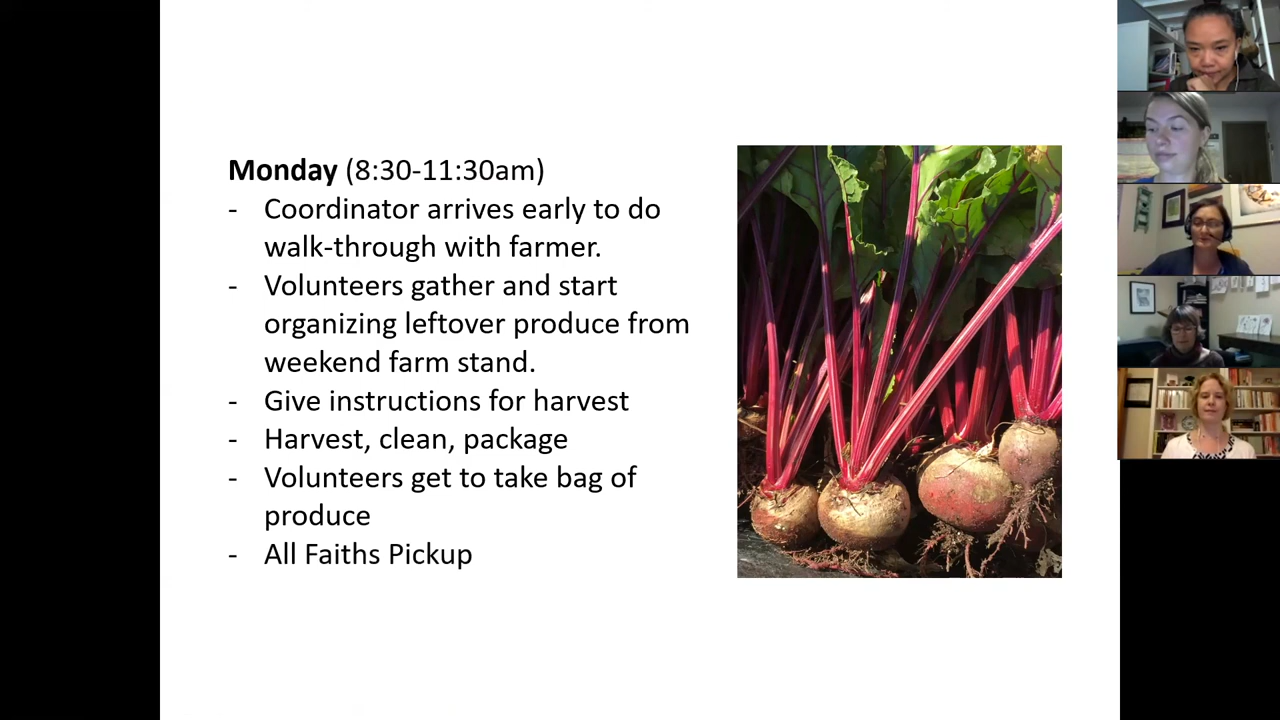 Monday (8:30-11:30am)
- Coordinator arrives early to do
walk-through with farmer.
- Volunteers gather and start
organizing leftover produce from
weekend farm stand.
- Give instructions for harvest
- Harvest, clean, package
- Volunteers get to take bag of
produce
- All Faiths Pickup